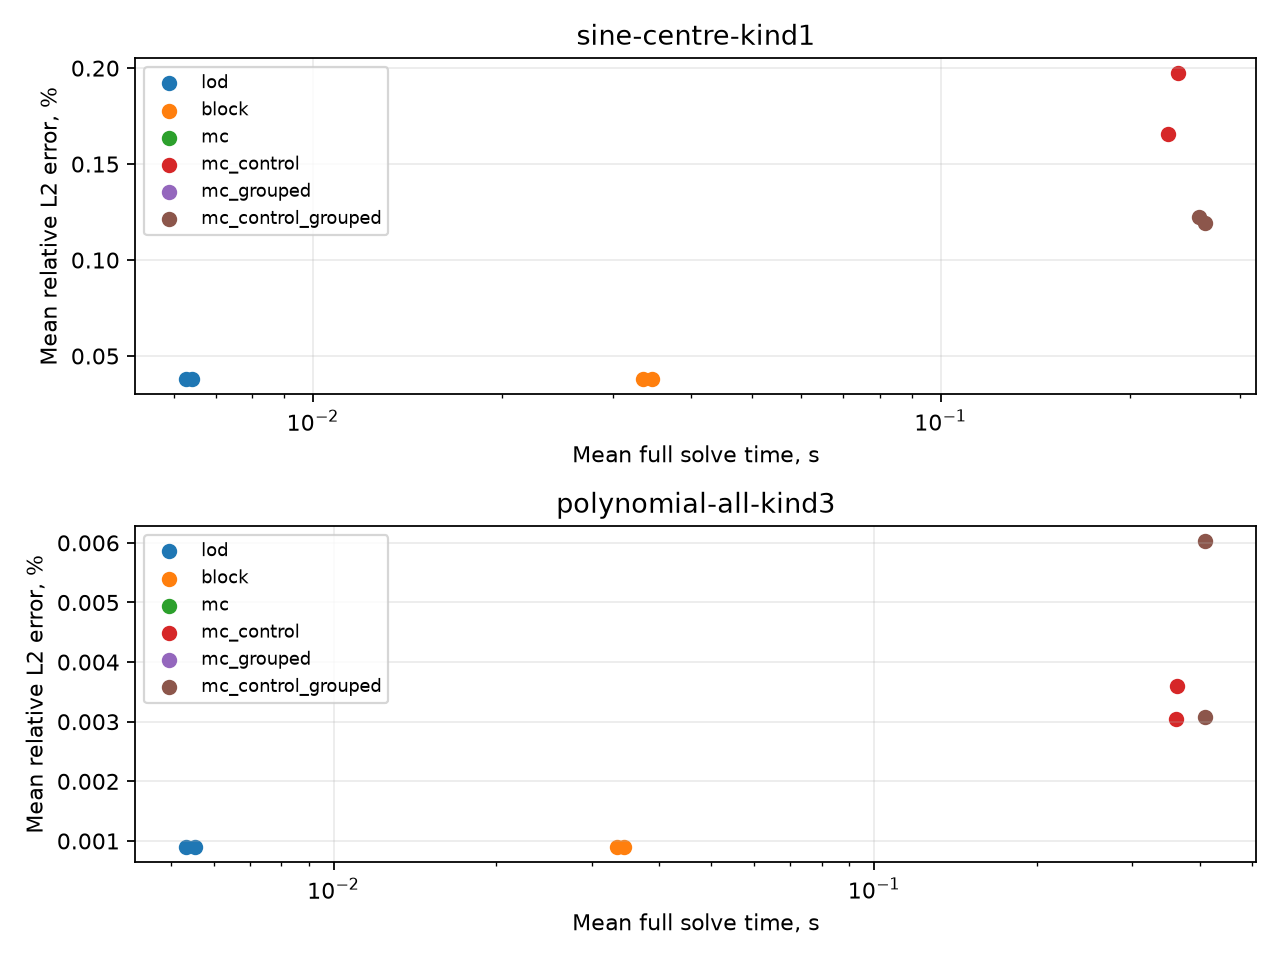 sine-centre-kind1
Mean relative L2 error, %
0.20
0.15
0.10
0.05
lod
block
mc
mc_control
mc_grouped
mc_control_grouped
10⁻²
10⁻¹
Mean full solve time, s
polynomial-all-kind3
Mean relative L2 error, %
0.006
0.005
0.004
0.003
0.002
0.001
lod
block
mc
mc_control
mc_grouped
mc_control_grouped
10⁻²
10⁻¹
Mean full solve time, s